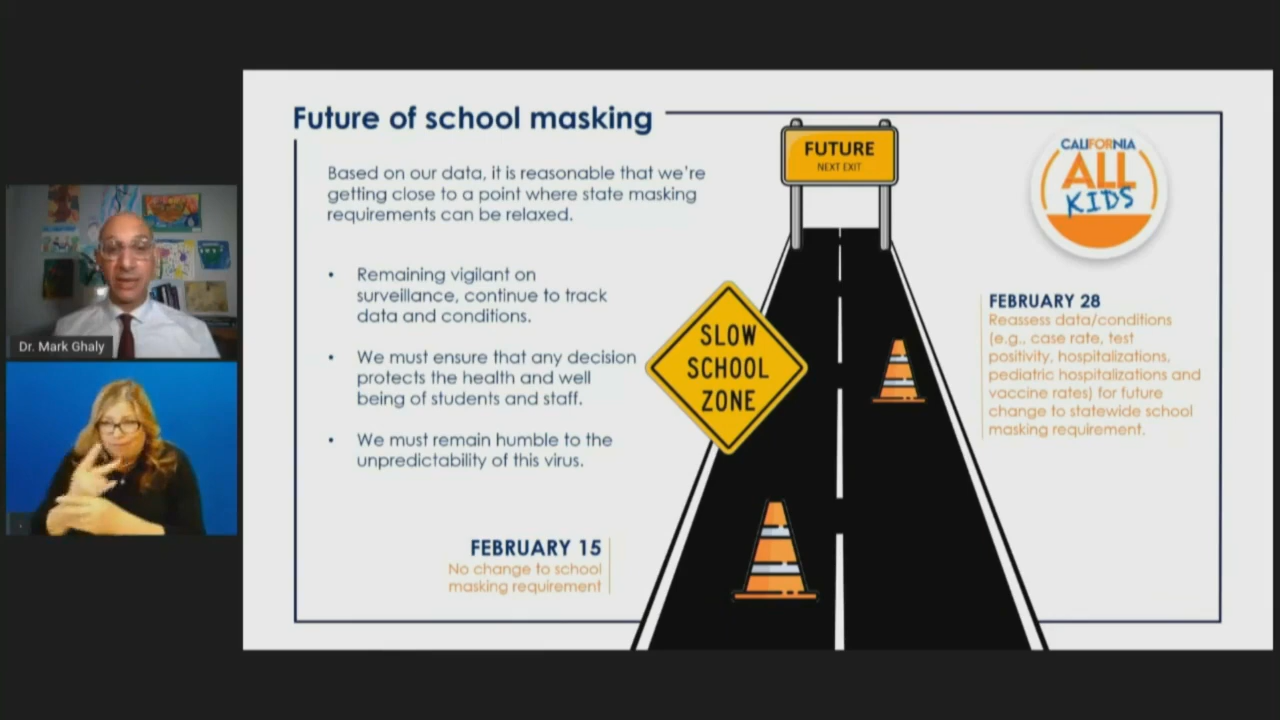 Future of school masking
Based on our data, it is reasonable that we're
getting close to a point where state masking
requirements can be relaxed.
• Remaining vigilant on
surveillance, continue to track
data and conditions.
• We must ensure that any decision
protects the health and well
being of students and staff.
• We must remain humble to the
unpredictability of this virus.
FEBRUARY 15
No change to school
masking requirement
FUTURE
NEXT EXIT
SLOW
SCHOOL
ZONE
CALIFORNIA
ALL
KIDS
FEBRUARY 28
Reassess data/conditions
(e.g., case rate, test
positivity, hospitalizations,
pediatric hospitalizations and
vaccine rates) for future
change to statewide school
masking requirement.
Dr. Mark Ghaly